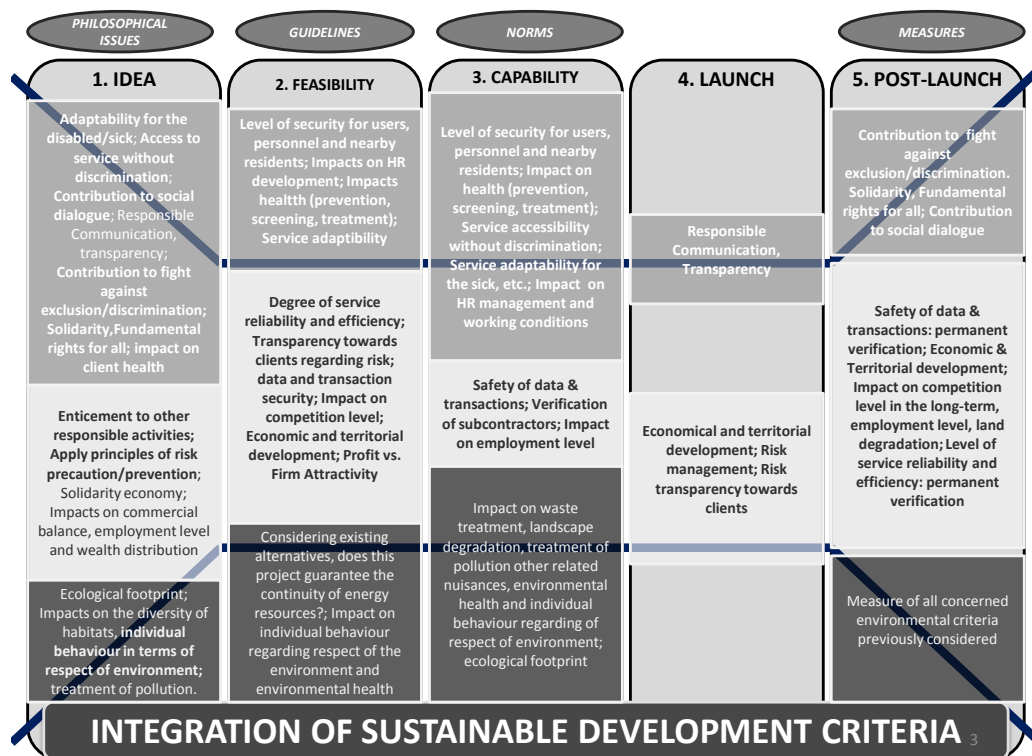 PHILOSOPHICAL
ISSUES
GUIDELINES
NORMS
MEASURES
1. IDEA
Adaptability for the
disabled/sick; Access to
service without
discrimination;
Contribution to social
dialogue; Responsible
Communication,
transparency;
Contribution to fight
against
exclusion/discrimination;
Solidarity,Fundamental
rights for all; impact on
client health
Enticement to other
responsible activities;
Apply principles of risk
precaution/prevention;
Solidarity economy;
Impacts on commercial
balance, employment level
and wealth distribution
Ecological footprint;
Impacts on the diversity of
habitats, individual
behaviour in terms of
respect of environment;
treatment of pollution.
2. FEASIBILITY
Level of security for users,
personnel and nearby
residents; Impacts on HR
development; Impacts
healtth (prevention,
screening, treatment);
Service adaptibility
Degree of service
reliability and efficiency;
Transparency towards
clients regarding risk;
data and transaction
security; Impact on
competition level;
Economic and territorial
development; Profit vs.
Firm Attractivity
Considering existing
alternatives, does this
project guarantee the
continuity of energy
resources?; Impact on
individual behaviour
regarding respect of the
environment and
environmental health
3. CAPABILITY
Level of security for users,
personnel and nearby
residents; Impact on
health (prevention,
screening, treatment);
Service accessibility
without discrimination;
Service adaptability for
the sick, etc.; Impact on
HR management and
working conditions
Safety of data &
transactions; Verification
of subcontractors; Impact
on employment level
Impact on waste
treatment, landscape
degradation, treatment of
pollution other related
nuisances, environmental
health and individual
behaviour regarding of
respect of environment;
ecological footprint
4. LAUNCH
Responsible
Communication,
Transparency
Economical and territorial
development; Risk
management; Risk
transparency towards
clients
5. POST-LAUNCH
Contribution to fight
against
exclusion/discrimination.
Solidarity, Fundamental
rights for all; Contribution
to social dialogue
Safety of data &
transactions: permanent
verification; Economic &
Territorial development;
Impact on competition
level in the long-term,
employment level, land
degradation; Level of
service reliability and
efficiency: permanent
verification
Measure of all concerned
environmental criteria
previously considered
INTEGRATION OF SUSTAINABLE DEVELOPMENT CRITERIA
3